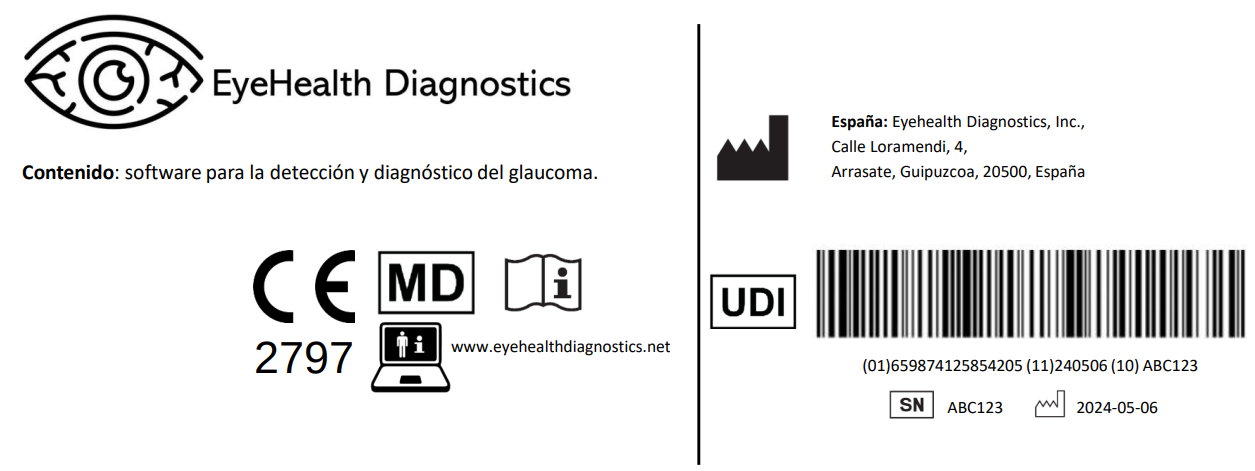 EyeHealth Diagnostics
Contenido: software para la detección y diagnóstico del glaucoma.
CE
2797
MD
i
i
www.eyehealthdiagnostics.net
España: Eyehealth Diagnostics, Inc.,
Calle Loramendi, 4,
Arrasate, Guipuzcoa, 20500, España
UDI
(01)659874125854205 (11)240506 (10) ABC123
SN ABC123 2024-05-06